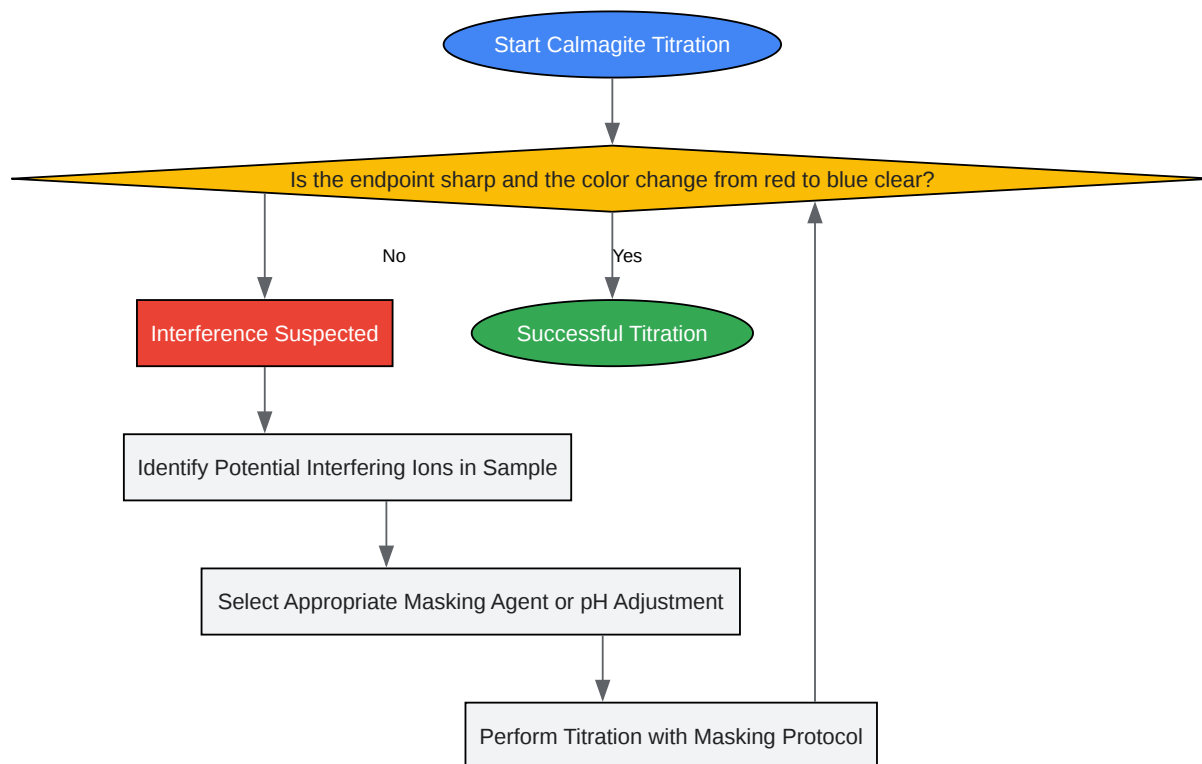 Start Calmagite Titration
Is the endpoint sharp and the color change from red to blue clear?
No
Yes
Interference Suspected
Successful Titration
Identify Potential Interfering Ions in Sample
Select Appropriate Masking Agent or pH Adjustment
Perform Titration with Masking Protocol